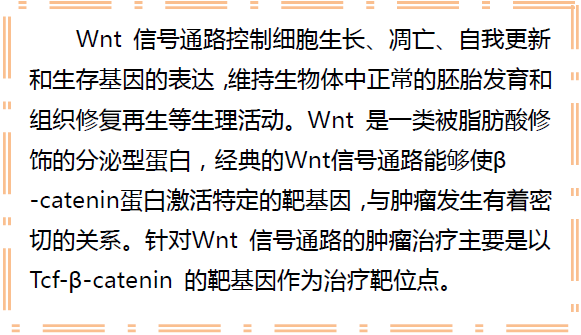 Wnt 信号通路控制细胞生长、凋亡、自我更新
和生存基因的表达,维持生物体中正常的胚胎发育和
组织修复再生等生理活动。Wnt 是一类被脂肪酸修
饰的分泌型蛋白，经典的Wnt信号通路能够使β
-catenin蛋白激活特定的靶基因,与肿瘤发生有着密
切的关系。针对Wnt 信号通路的肿瘤治疗主要是以
Tcf-β-catenin 的靶基因作为治疗靶位点。